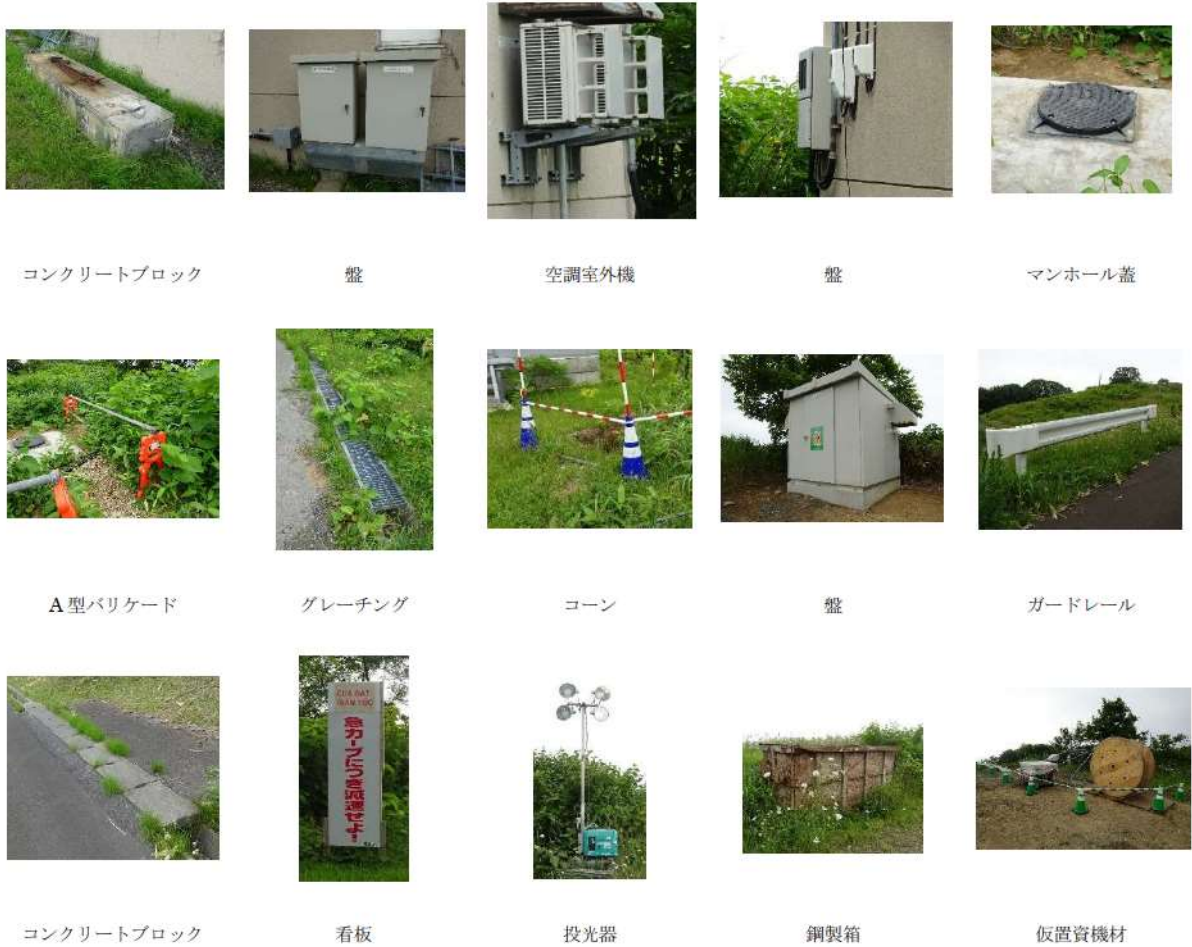 コンクリートブロック
盤
空調室外機
盤
マンホール蓋
A型バリケード
グレーチング
コーン
盤
ガードレール
急カーブにつき減速せよ！
コンクリートブロック
看板
投光器
鋼製箱
仮置資機材